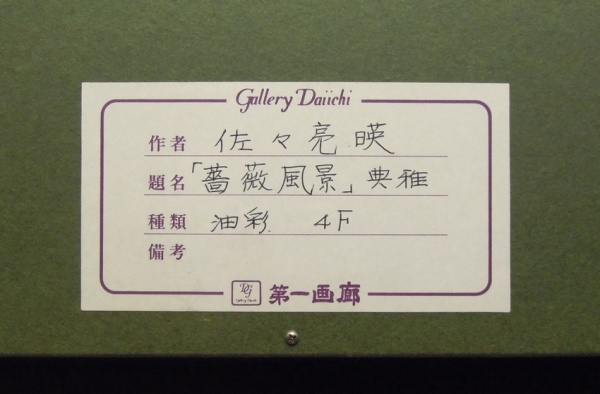 Gallery Daiichi
作者 佐々亮暎
題名 「薔薇風景」典雅
種類 油彩 4F
備考
第一画廊